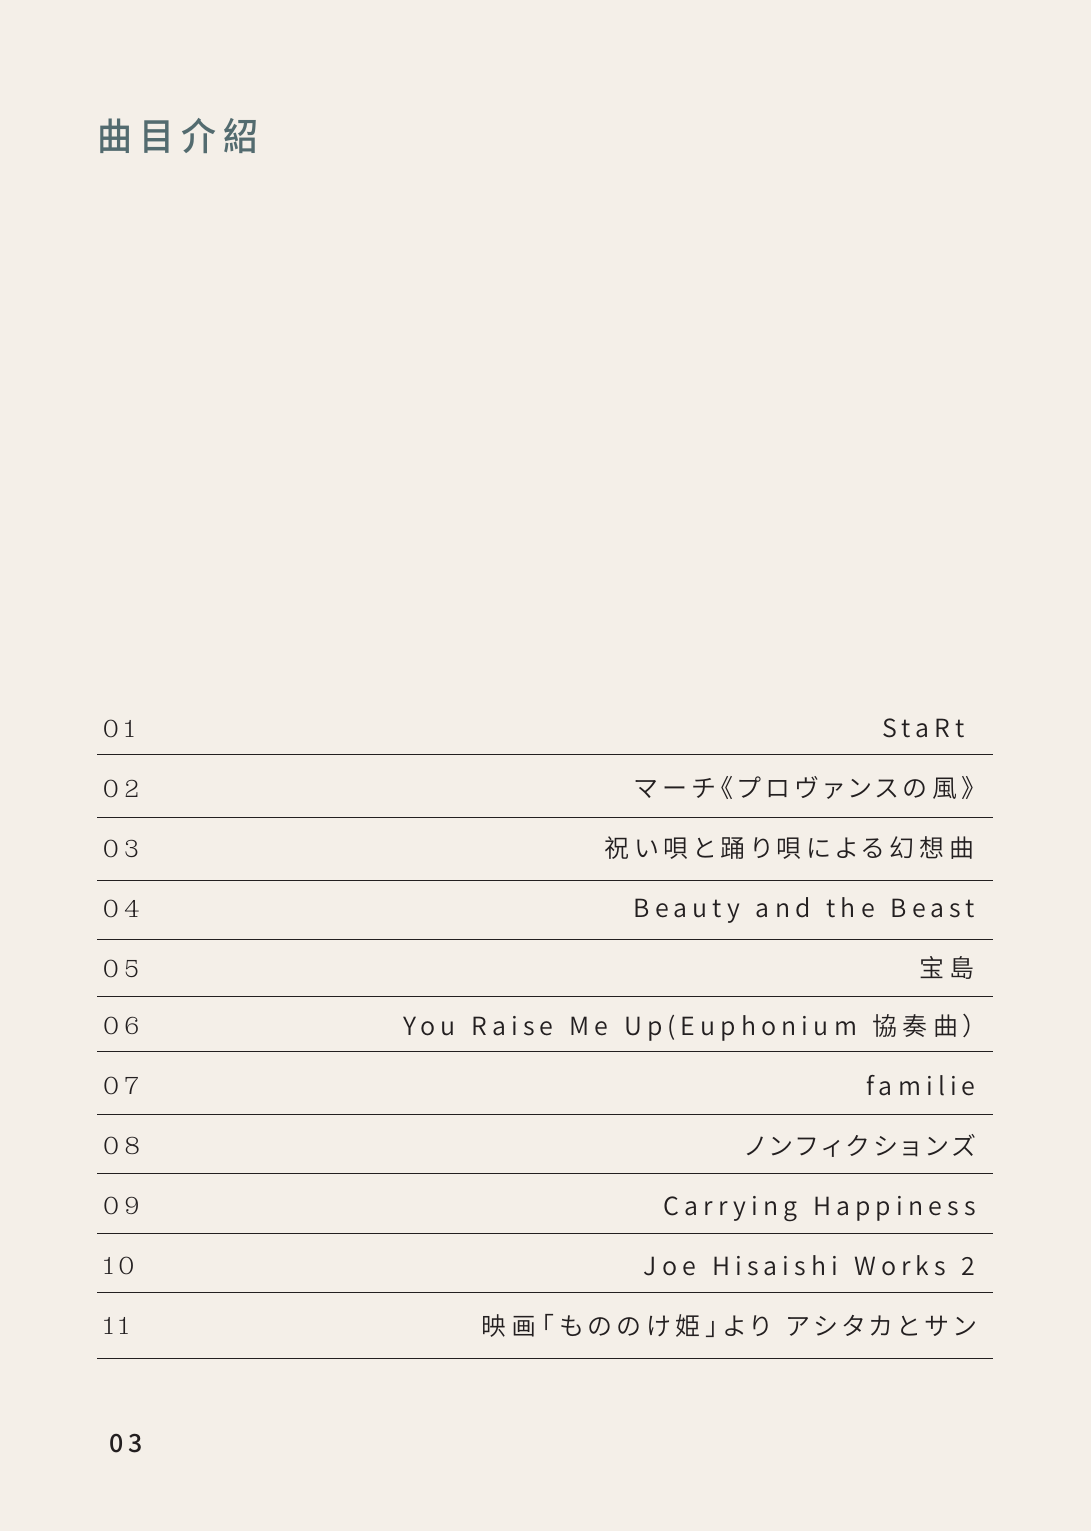 曲目介紹
01 StaRt
02 マーチ《プロヴァンスの風》
03 祝い唄と踊り唄による幻想曲
04 Beauty and the Beast
05 宝島
06 You Raise Me Up(Euphonium 協奏曲）
07 familie
08 ノンフィクションズ
09 Carrying Happiness
10 Joe Hisaishi Works 2
11 映画「もののけ姫」より アシタカとサン
03